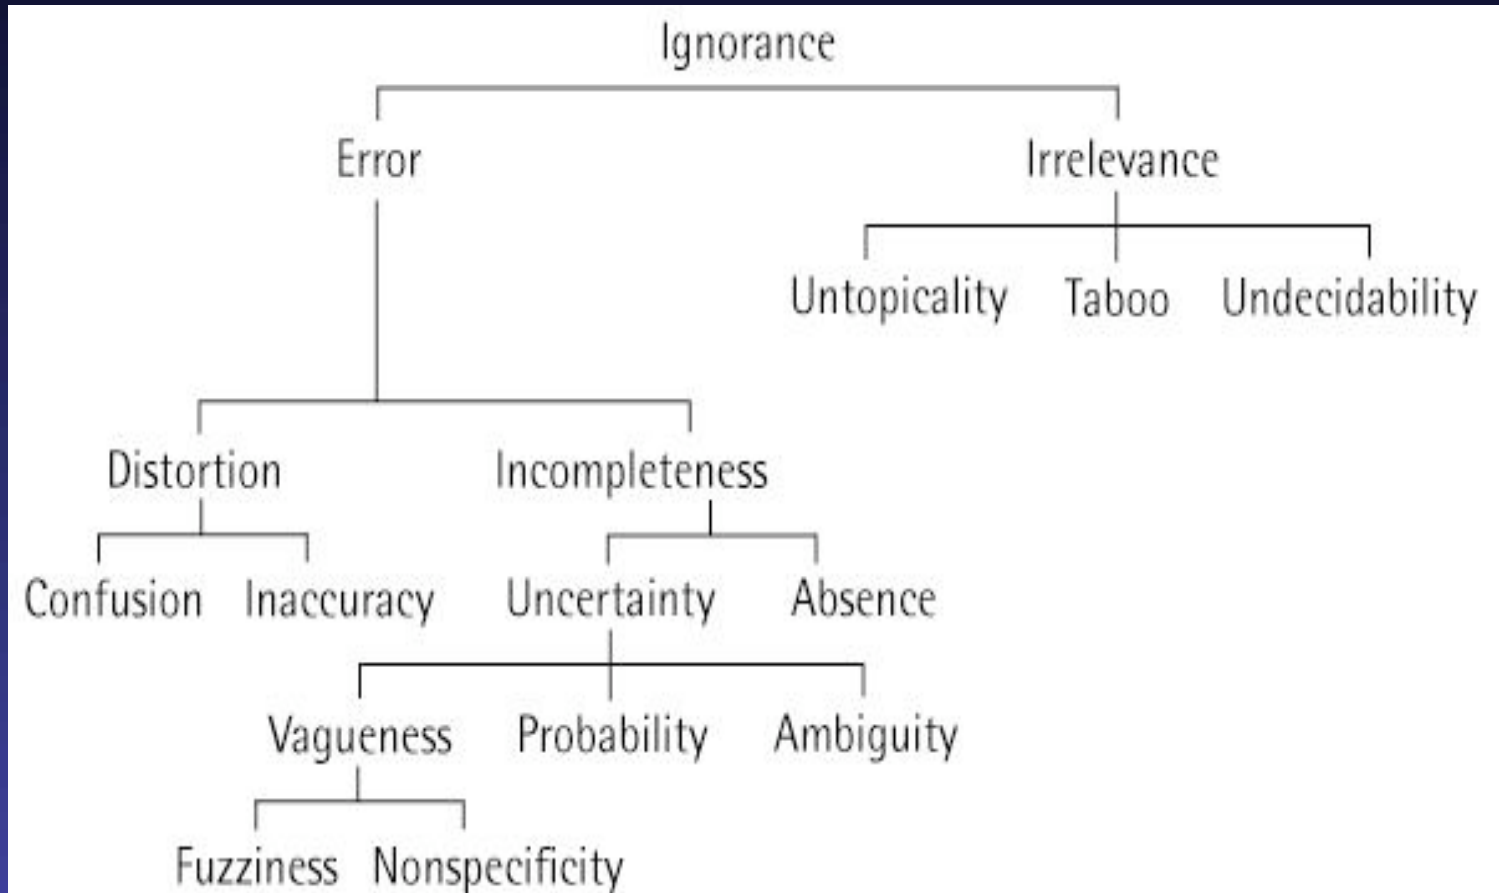 Ignorance
Error Irrelevance
Untopicality Taboo Undecidability
Distortion Incompleteness
Confusion Inaccuracy Uncertainty Absence
Vagueness Probability Ambiguity
Fuzziness Nonspecificity